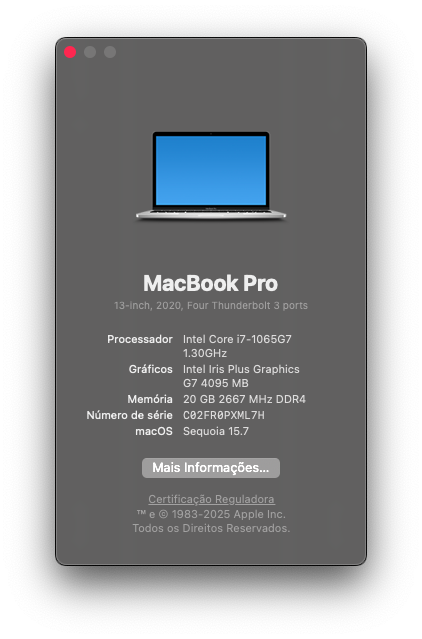 MacBook Pro
13-inch, 2020, Four Thunderbolt 3 ports
Processador Intel Core i7-1065G7
1.30GHz
Gráficos Intel Iris Plus Graphics
G7 4095 MB
Memória 20 GB 2667 MHz DDR4
Número de série C02FR0PXML7H
macOS Sequoia 15.7
Mais Informações...
Certificação Reguladora
™ e © 1983-2025 Apple Inc.
Todos os Direitos Reservados.